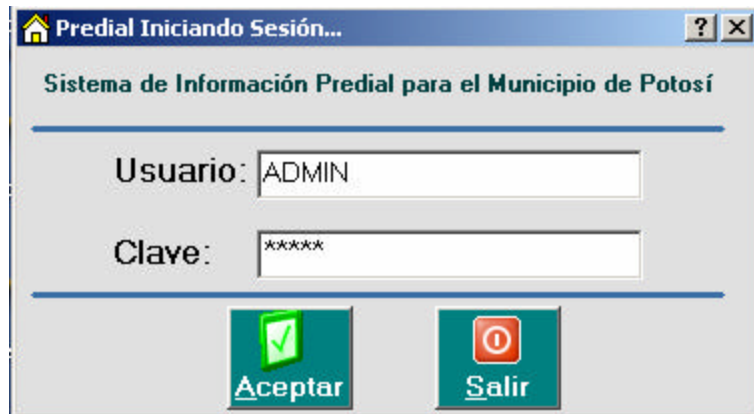 Predial Iniciando Sesión...
Sistema de Información Predial para el Municipio de Potosí
Usuario: ADMIN
Clave: *****
Aceptar Salir